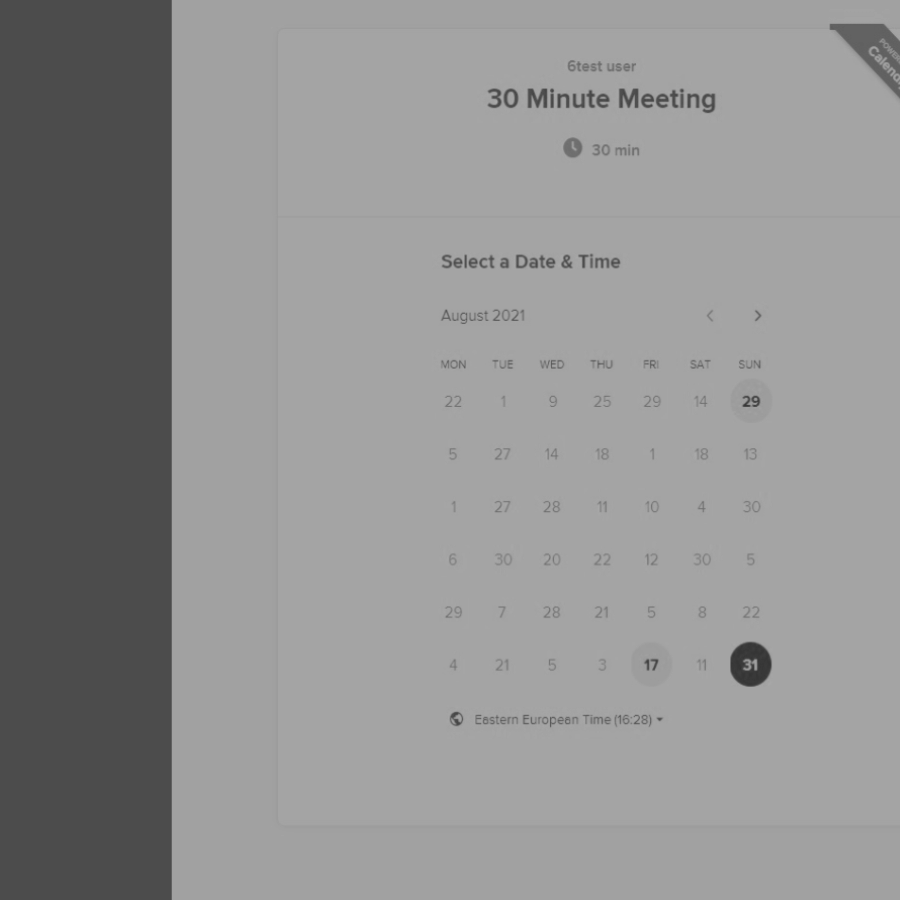 POWER
Calend
6test user
30 Minute Meeting
30 min
Select a Date & Time
August 2021
MON TUE WED THU FRI SAT SUN
22 1 9 25 29 14 29
5 27 14 18 1 18 13
1 27 28 11 10 4 30
6 30 20 22 12 30 5
29 7 28 21 5 8 22
4 21 5 3 17 11 31
Eastern European Time (16:28)